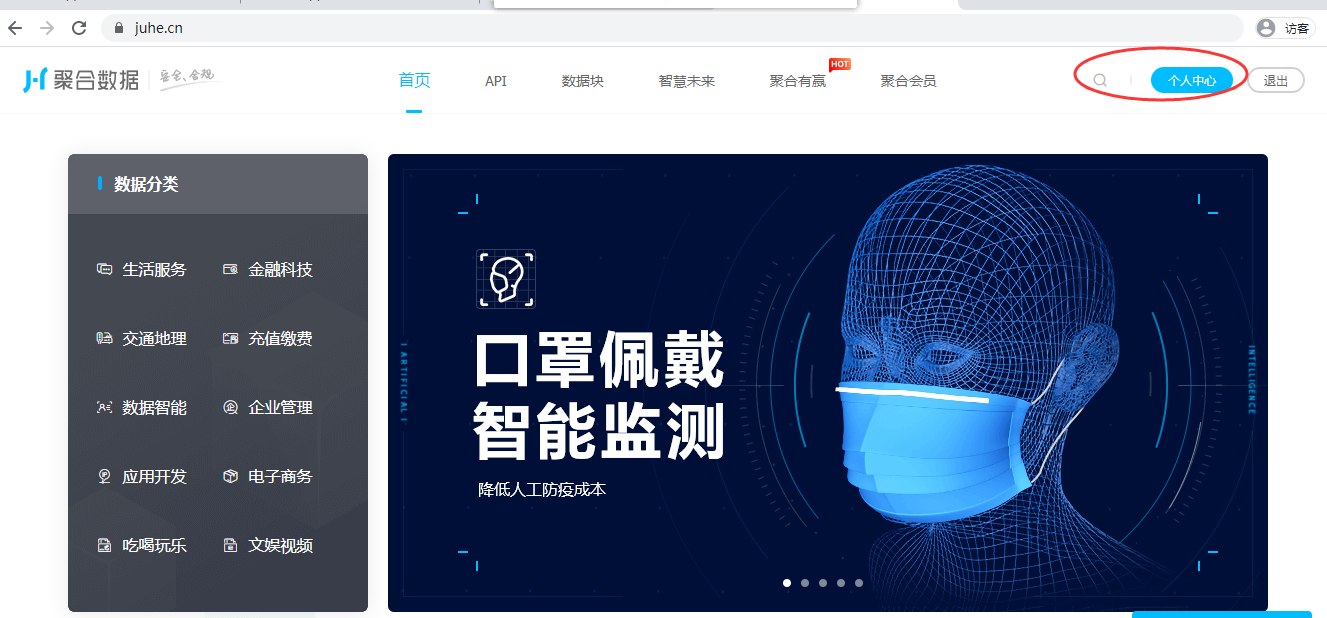 juhe.cn
访客
聚合数据
安全、合规
首页
API
数据块
智慧未来
聚合有赢
HOT
聚合会员
个人中心
退出
数据分类
生活服务
金融科技
交通地理
充值缴费
数据智能
企业管理
应用开发
电子商务
吃喝玩乐
文娱视频
口罩佩戴
智能监测
降低人工防疫成本
ARTIFICIAL
INTELLIGENCE